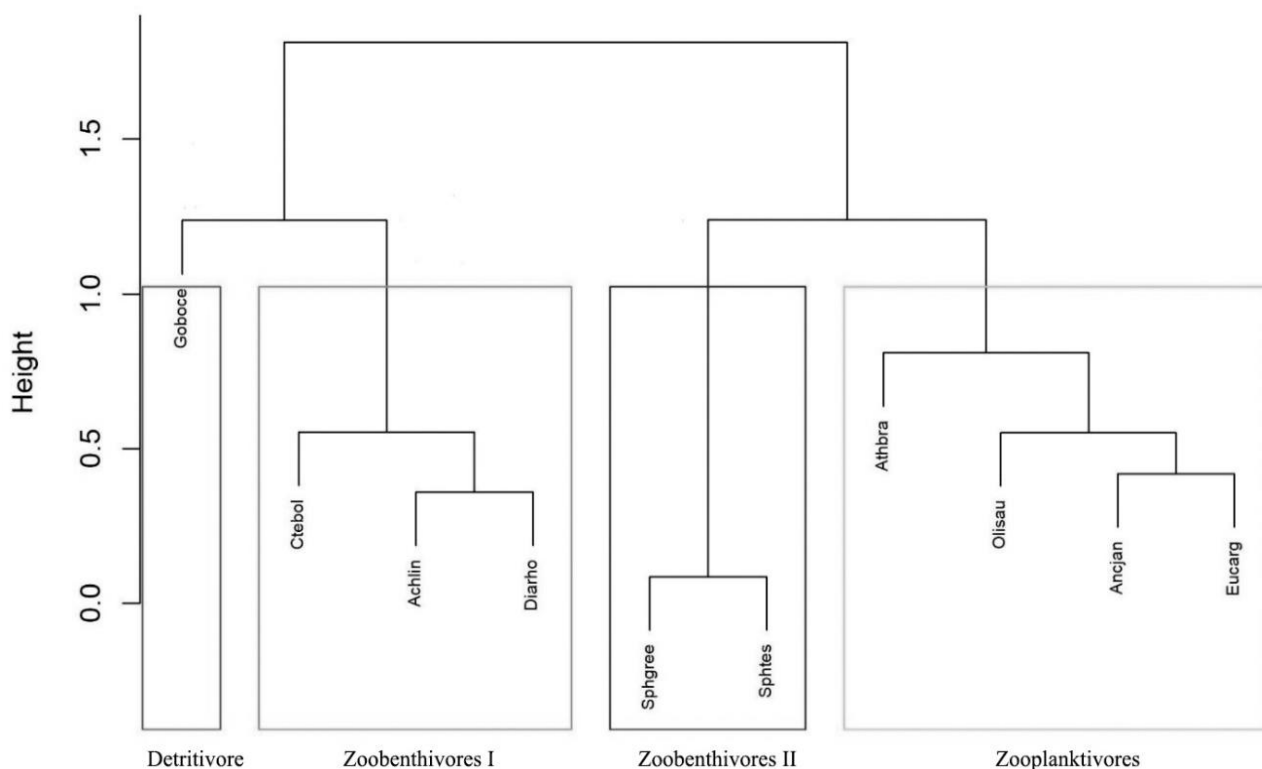 Height
1.5
1.0
0.5
0.0
Goboce
Ctebol
Achlin
Diarho
Sphgree
Sphtes
Athbra
Olisau
Ancjan
Eucarg
Detritivore
Zoobenthivores I
Zoobenthivores II
Zooplanktivores